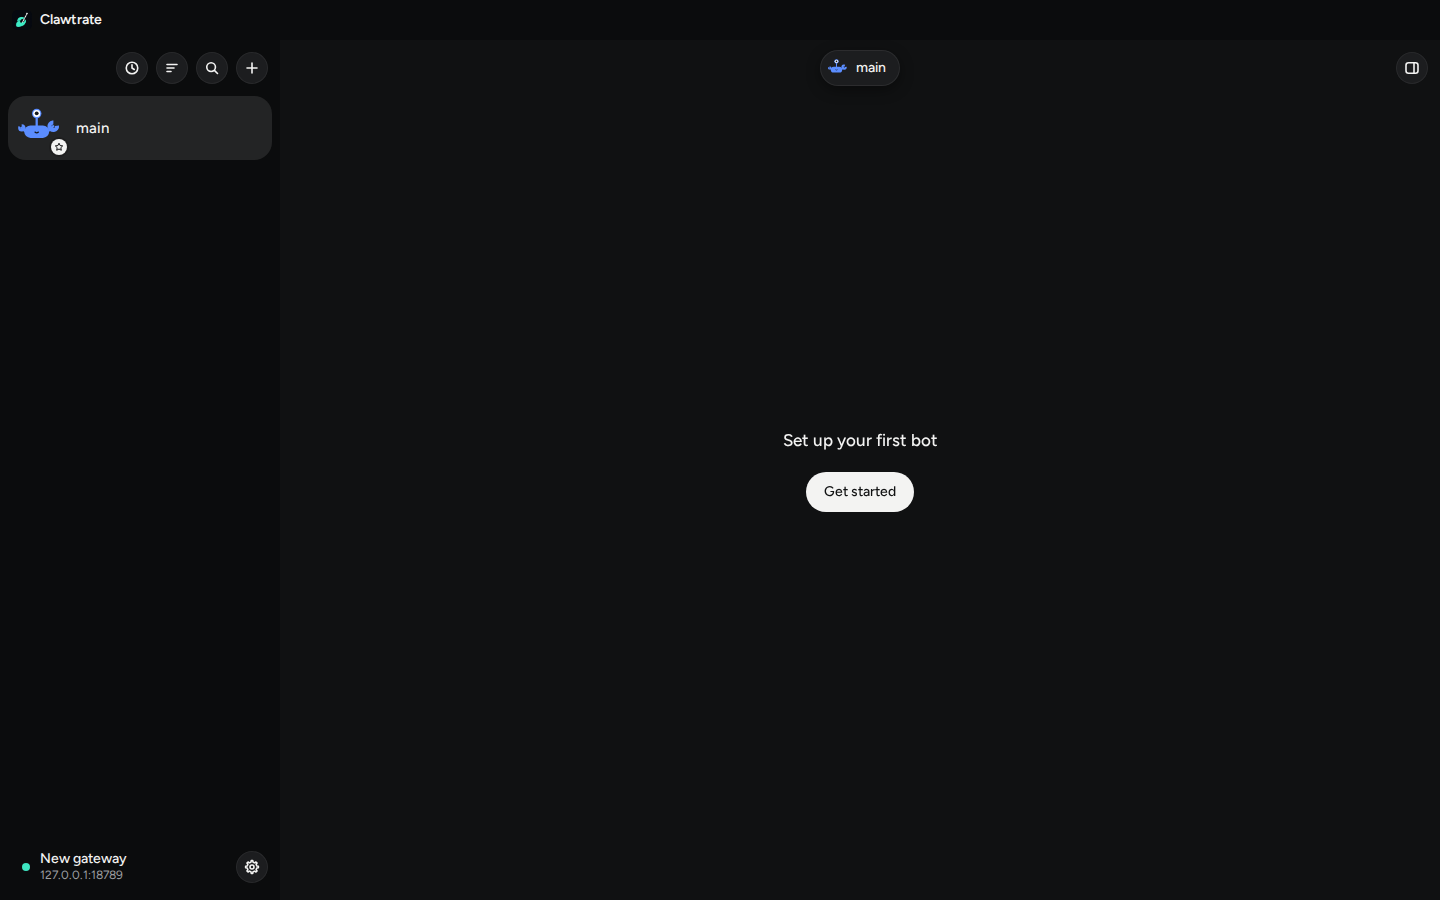 Clawtrate
main
main
Set up your first bot
Get started
New gateway
127.0.0.1:18789